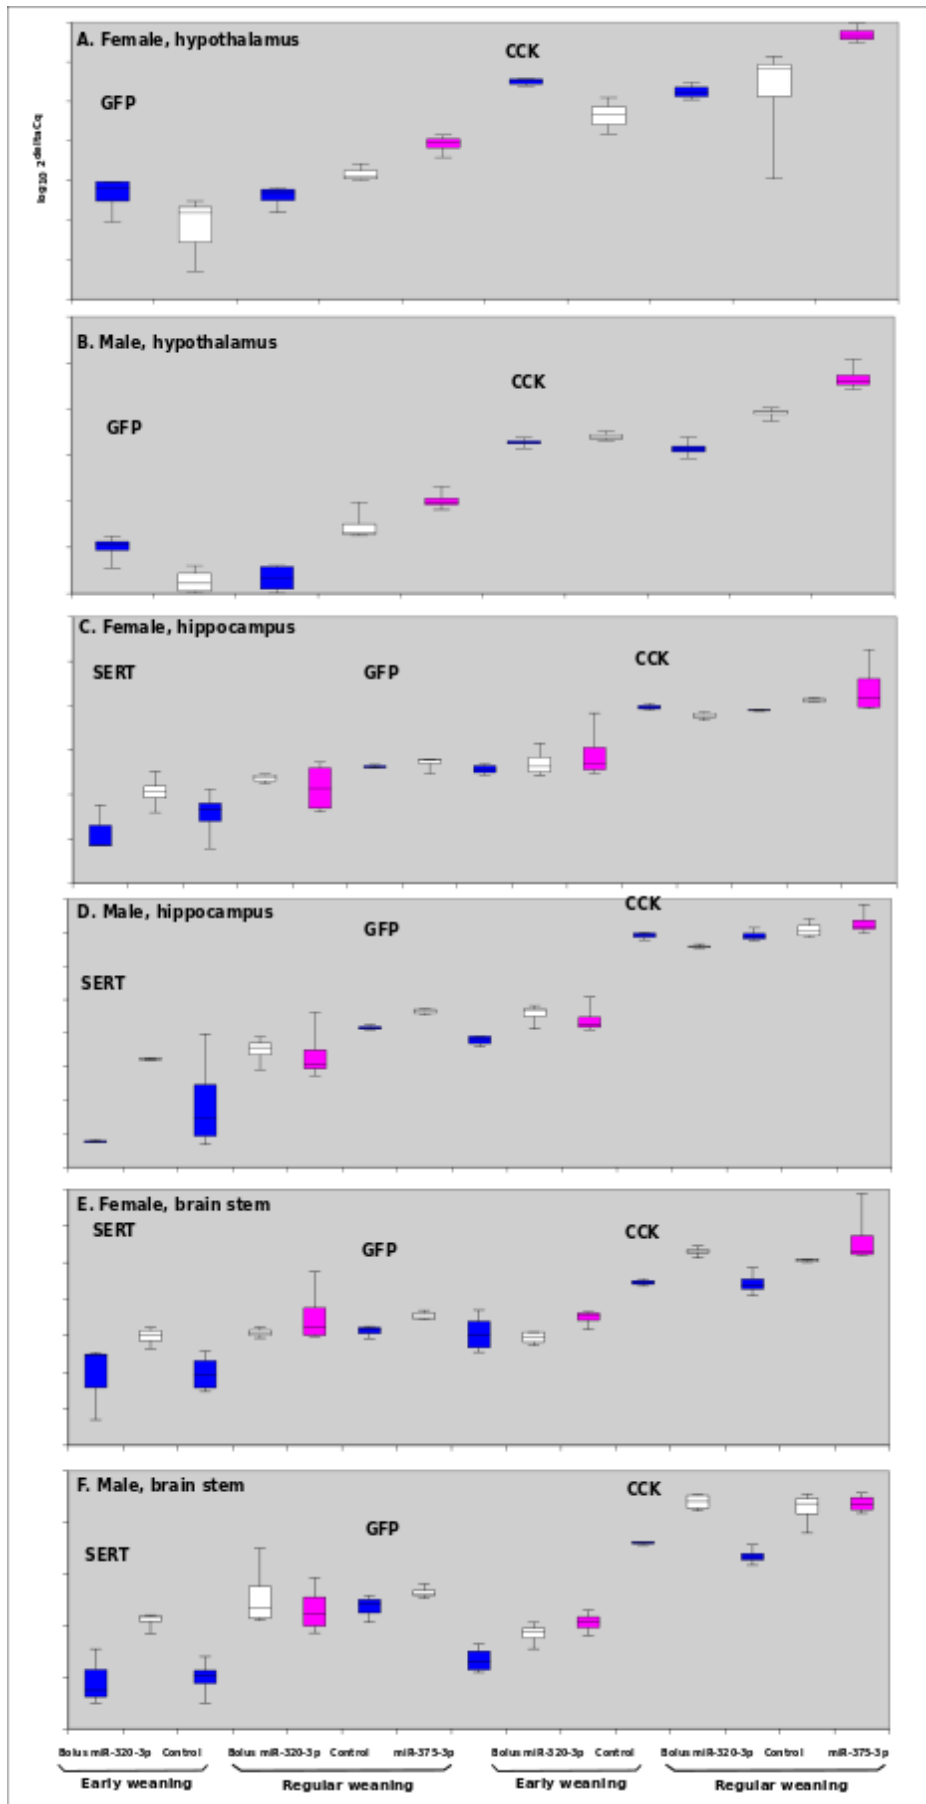 A. Female, hypothalamus
CCK
GFP
log10 2deltaCq
B. Male, hypothalamus
CCK
GFP
C. Female, hippocampus
SERT GFP CCK
D. Male, hippocampus
CCK
GFP
SERT
E. Female, brain stem
SERT CCK
GFP
F. Male, brain stem
CCK
GFP
SERT
Bolus miR-320-3p Control Bolus miR-320-3p Control miR-375-3p Bolus miR-320-3p Control Bolus miR-320-3p Control miR-375-3p
Early weaning Regular weaning Early weaning Regular weaning